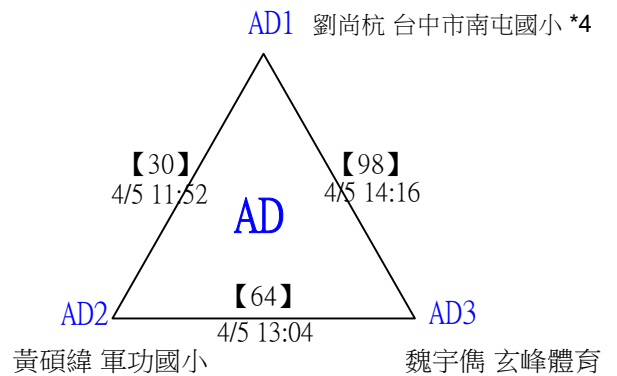 AD1 劉尚杭 台中市南屯國小 *4
【30】 【98】
4/5 11:52 4/5 14:16
AD
【64】
AD2 AD3
4/5 13:04
黃碩緯 軍功國小 魏宇儁 玄峰體育